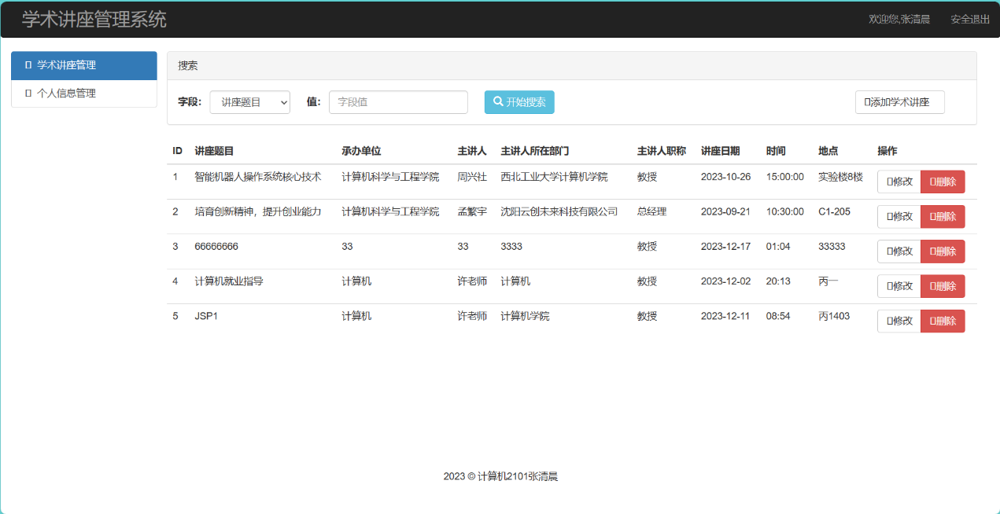 学术讲座管理系统 欢迎您,张清晨 安全退出
学术讲座管理
个人信息管理
搜索
字段: 讲座题目 值: 字段值 开始搜索 添加学术讲座
ID 讲座题目 承办单位 主讲人 主讲人所在部门 主讲人职称 讲座日期 时间 地点 操作
1 智能机器人操作系统核心技术 计算机科学与工程学院 周兴社 西北工业大学计算机学院 教授 2023-10-26 15:00:00 实验楼8楼 修改 删除
2 培育创新精神，提升创业能力 计算机科学与工程学院 孟繁宇 沈阳云创未来科技有限公司 总经理 2023-09-21 10:30:00 C1-205 修改 删除
3 66666666 33 33 3333 教授 2023-12-17 01:04 33333 修改 删除
4 计算机就业指导 计算机 许老师 计算机 教授 2023-12-02 20:13 丙一 修改 删除
5 JSP1 计算机 许老师 计算机学院 教授 2023-12-11 08:54 丙1403 修改 删除
2023 © 计算机2101张清晨